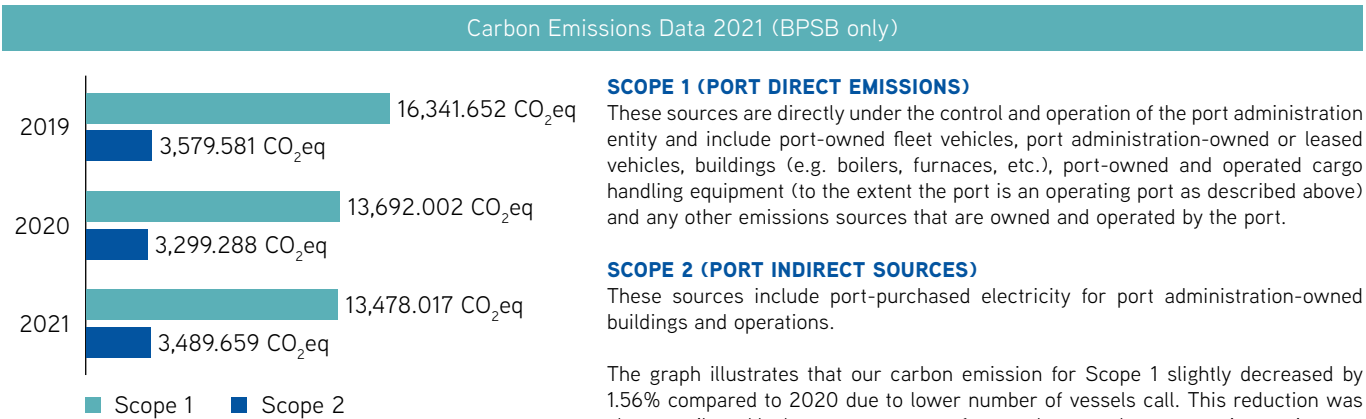 Carbon Emissions Data 2021 (BPSB only)
2019
16,341.652 CO₂eq
3,579.581 CO₂eq
2020
13,692.002 CO₂eq
3,299.288 CO₂eq
2021
13,478.017 CO₂eq
3,489.659 CO₂eq
Scope 1 Scope 2
SCOPE 1 (PORT DIRECT EMISSIONS)
These sources are directly under the control and operation of the port administration
entity and include port-owned fleet vehicles, port administration-owned or leased
vehicles, buildings (e.g. boilers, furnaces, etc.), port-owned and operated cargo
handling equipment (to the extent the port is an operating port as described above)
and any other emissions sources that are owned and operated by the port.
SCOPE 2 (PORT INDIRECT SOURCES)
These sources include port-purchased electricity for port administration-owned
buildings and operations.
The graph illustrates that our carbon emission for Scope 1 slightly decreased by
1.56% compared to 2020 due to lower number of vessels call. This reduction was